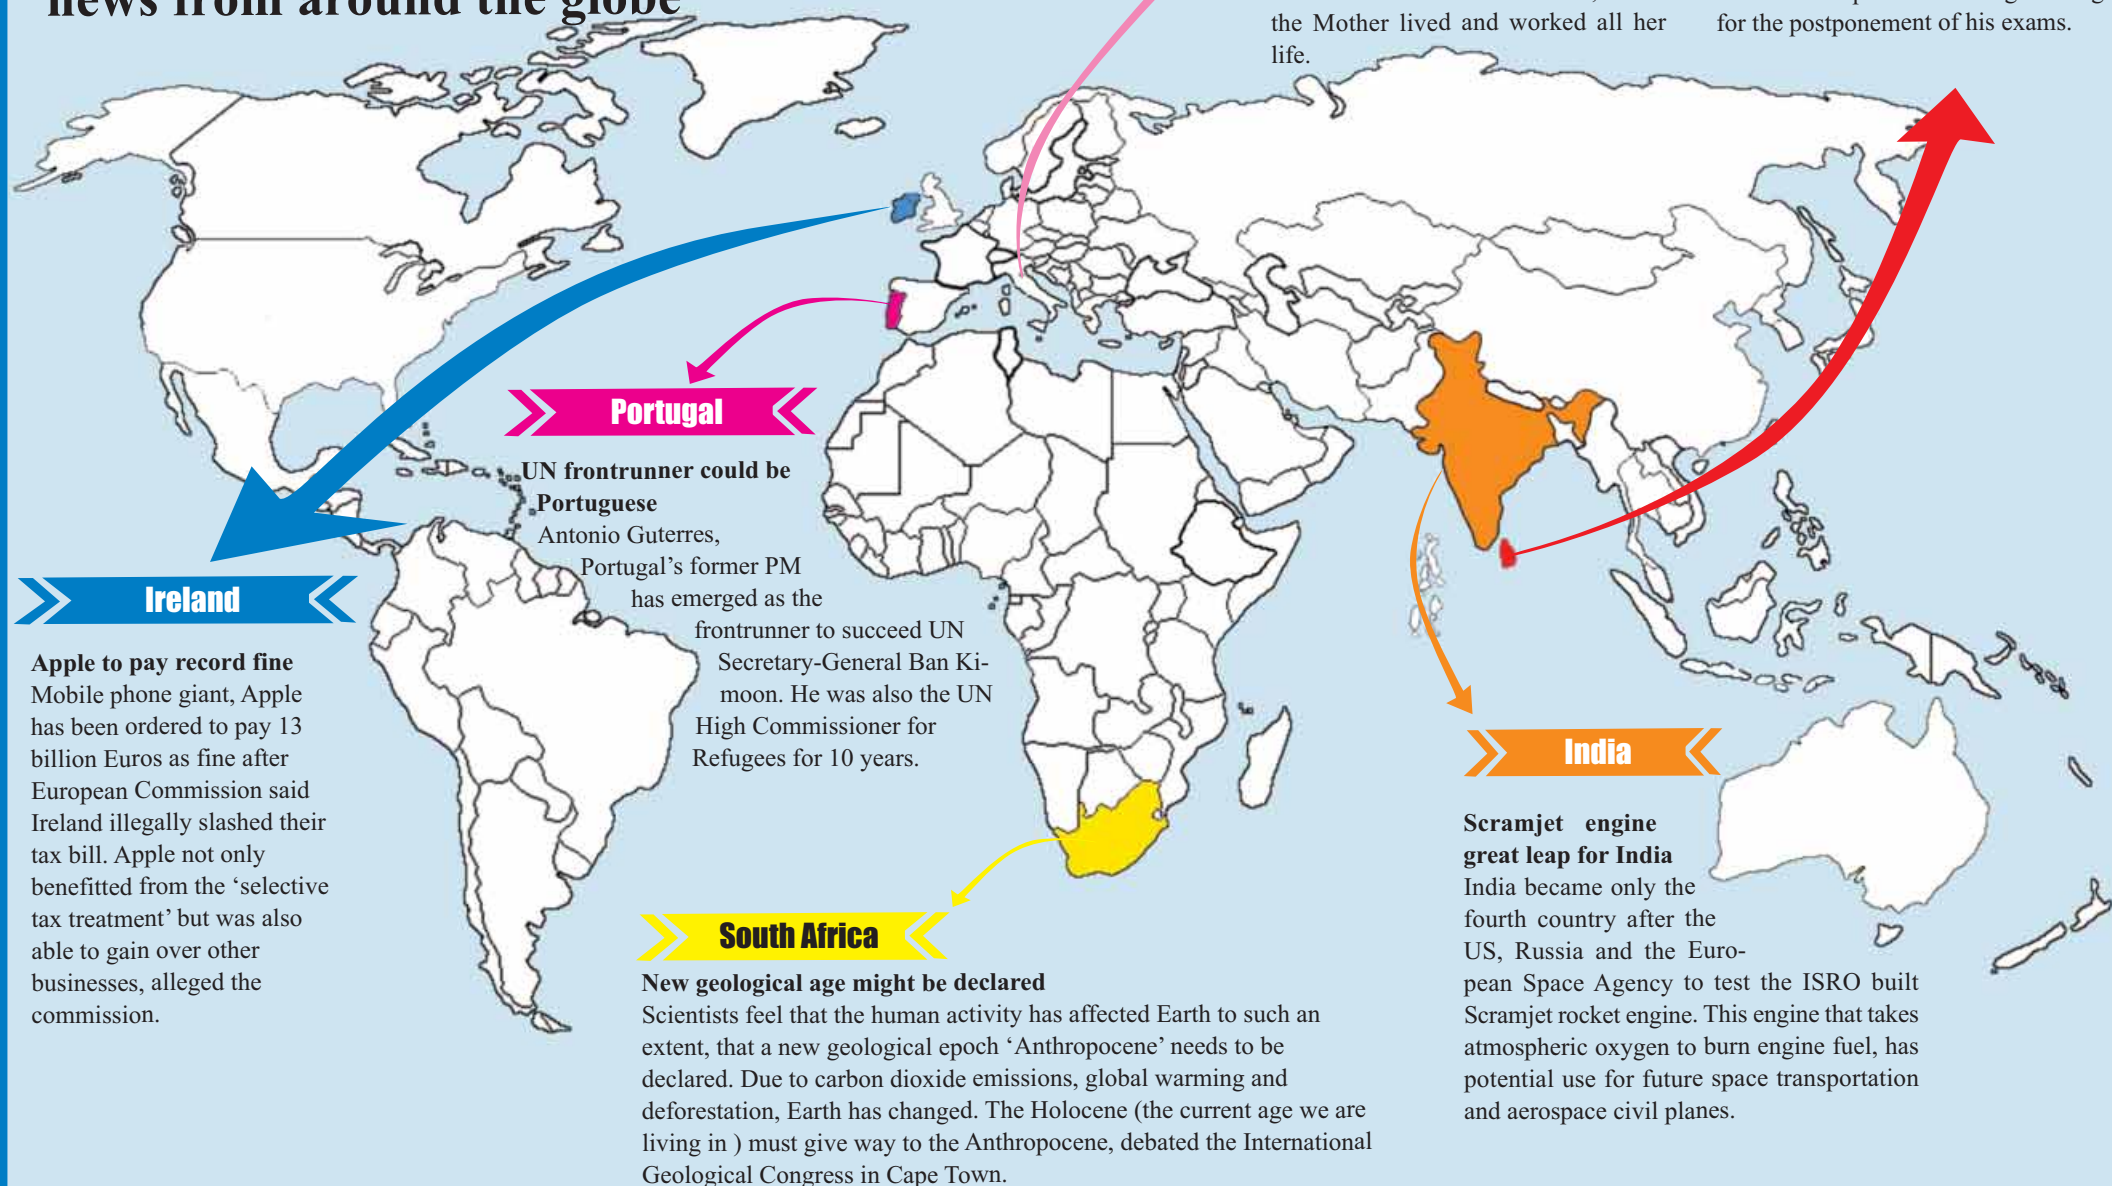 news from around the globe
the Mother lived and worked all her
life.
for the postponement of his exams.
Portugal
UN frontrunner could be
Portuguese
Antonio Guterres,
Portugal’s former PM
has emerged as the
frontrunner to succeed UN
Secretary-General Ban Ki-
moon. He was also the UN
High Commissioner for
Refugees for 10 years.
Ireland
Apple to pay record fine
Mobile phone giant, Apple
has been ordered to pay 13
billion Euros as fine after
European Commission said
Ireland illegally slashed their
tax bill. Apple not only
benefitted from the ‘selective
tax treatment’ but was also
able to gain over other
businesses, alleged the
commission.
South Africa
New geological age might be declared
Scientists feel that the human activity has affected Earth to such an
extent, that a new geological epoch ‘Anthropocene’ needs to be
declared. Due to carbon dioxide emissions, global warming and
deforestation, Earth has changed. The Holocene (the current age we are
living in ) must give way to the Anthropocene, debated the International
Geological Congress in Cape Town.
India
Scramjet engine
great leap for India
India became only the
fourth country after the
US, Russia and the Euro-
pean Space Agency to test the ISRO built
Scramjet rocket engine. This engine that takes
atmospheric oxygen to burn engine fuel, has
potential use for future space transportation
and aerospace civil planes.